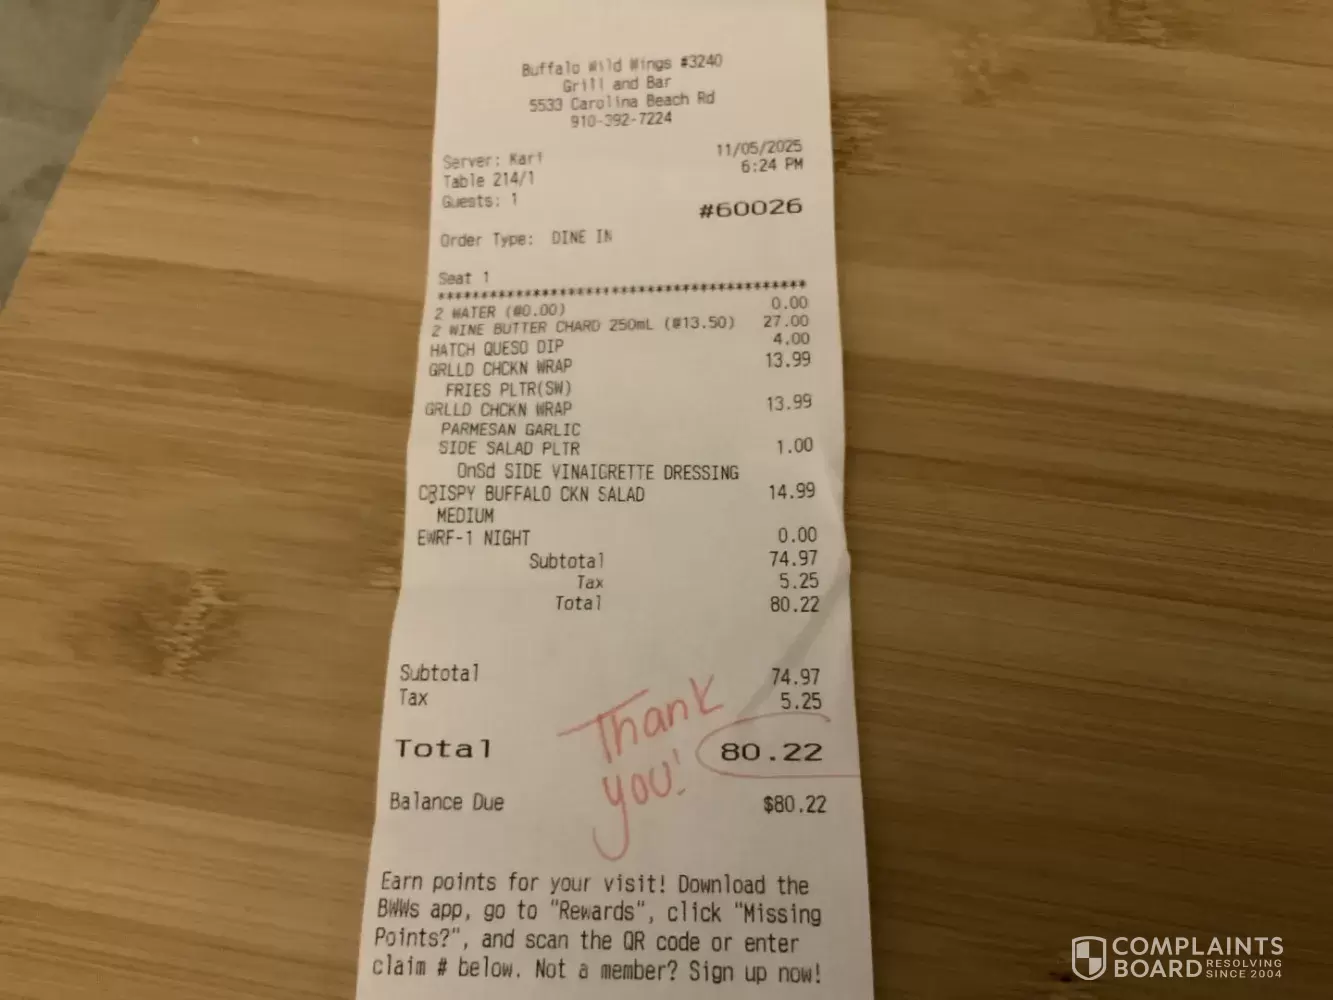 Buffalo Wild Wings #3240
Grill and Bar
5533 Carolina Beach Rd
910-392-7224
Server: Karl 11/05/2025
Table 214/1 6:24 PM
Guests: 1
#60026
Order Type: DINE IN
Seat 1
*******************************************
2 WATER (@0.00) 0.00
2 WINE BUTTER CHARD 250mL (@13.50) 27.00
HATCH QUESO DIP 4.00
GRLLD CHCKN WRAP 13.99
FRIES PLTR(SW)
GRLLD CHCKN WRAP 13.99
PARMESAN GARLIC
SIDE SALAD PLTR 1.00
OnSd SIDE VINAIGRETTE DRESSING
CRISPY BUFFALO CKN SALAD 14.99
MEDIUM
EWRF-1 NIGHT 0.00
Subtotal 74.97
Tax 5.25
Total 80.22
Subtotal 74.97
Tax 5.25
Thank
you!
Total 80.22
Balance Due $80.22
Earn points for your visit! Download the
BWWs app, go to "Rewards", click "Missing
Points?", and scan the QR code or enter
claim # below. Not a member? Sign up now!
COMPLAINTS
BOARD RESOLVING
SINCE 2004